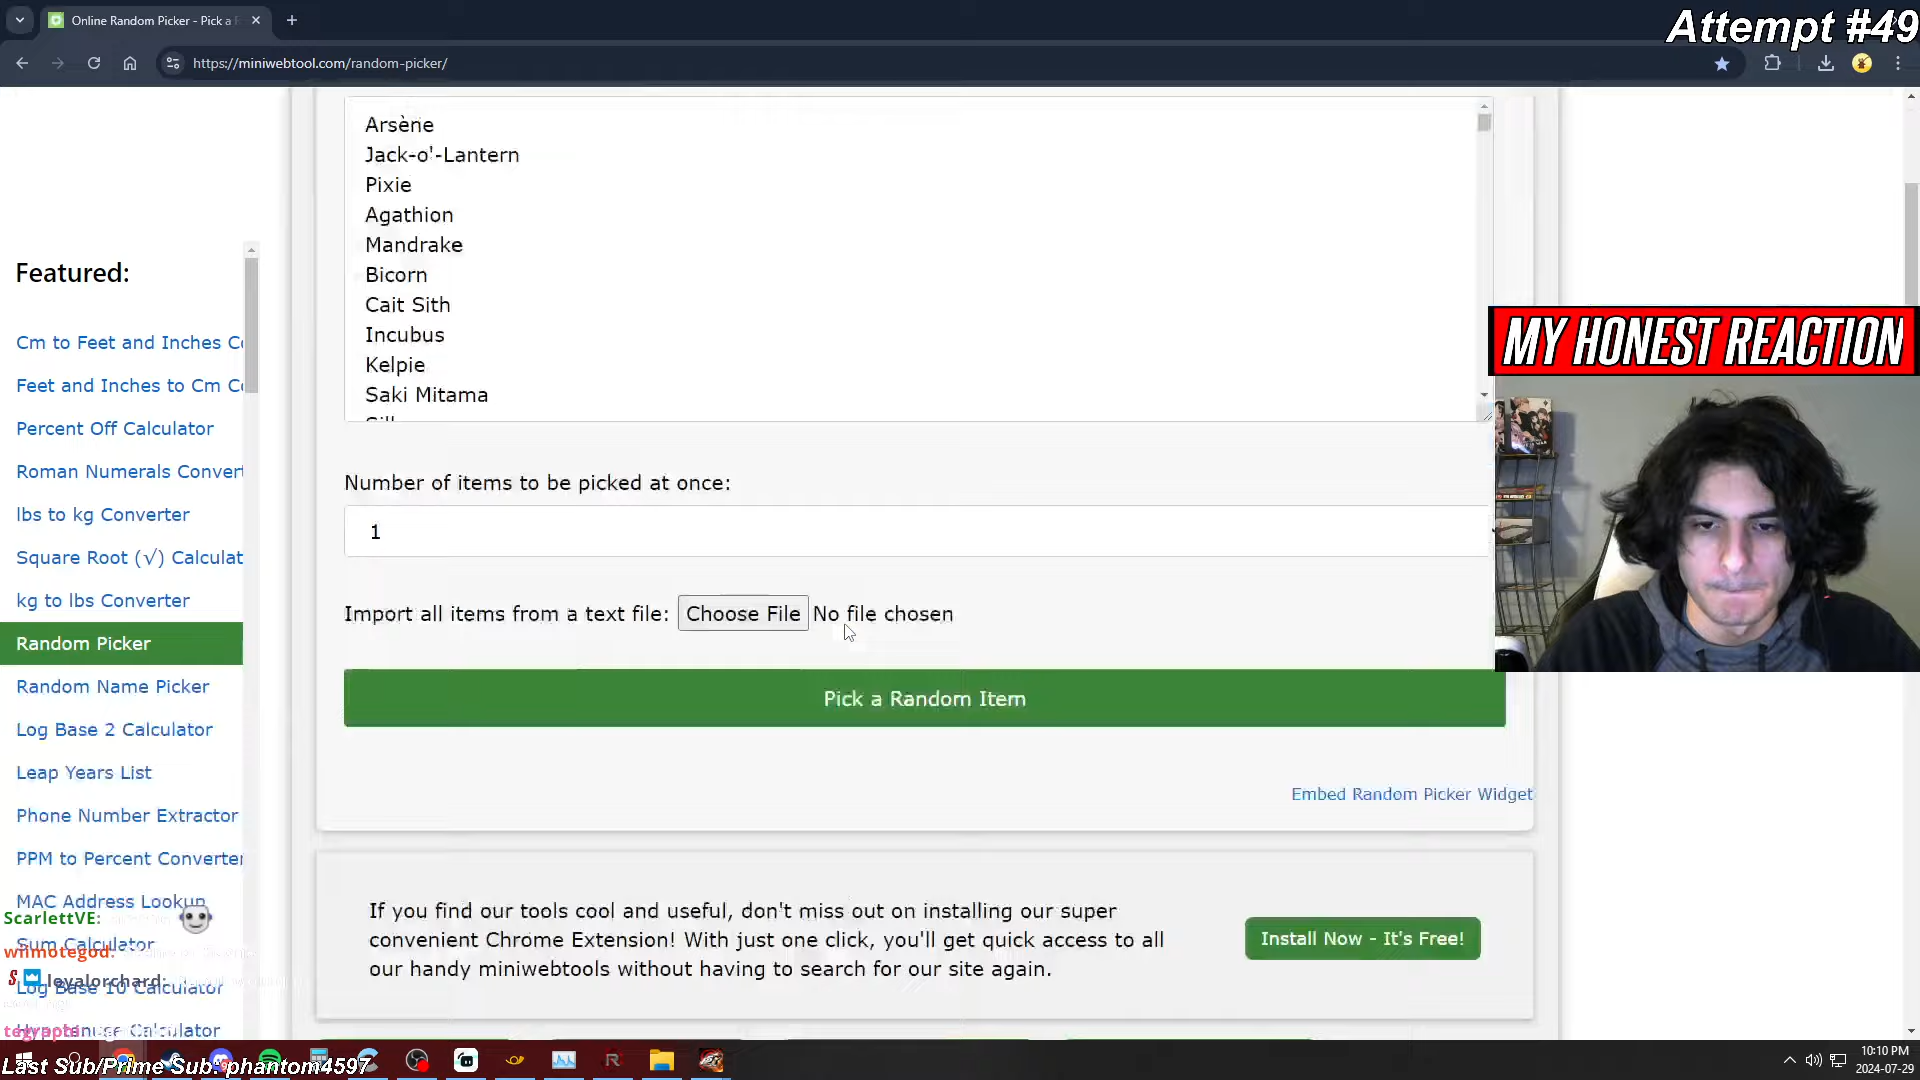 Online Random Picker - Pick a
Attempt #49
https://miniwebtool.com/random-picker/
Arsène
Jack-o'-Lantern
Pixie
Agathion
Mandrake
Bicorn
Cait Sith
Incubus
Kelpie
Saki Mitama
Number of items to be picked at once:
1
Import all items from a text file: Choose File No file chosen
Pick a Random Item
Embed Random Picker Widget
If you find our tools cool and useful, don't miss out on installing our super
convenient Chrome Extension! With just one click, you'll get quick access to all
our handy miniwebtools without having to search for our site again.
Install Now - It's Free!
Featured:
Cm to Feet and Inches Co
Feet and Inches to Cm Co
Percent Off Calculator
Roman Numerals Convert
lbs to kg Converter
Square Root (√) Calculat
kg to lbs Converter
Random Picker
Random Name Picker
Log Base 2 Calculator
Leap Years List
Phone Number Extractor
PPM to Percent Converter
MAC Address Lookup
ScarlettVE:
Sum Calculator
wiimotegod:
loyalorchard:
Log Base 10 Calculator
Hypotenuse Calculator
Last Sub/Prime Sub: phantom4597
MY HONEST REACTION
10:10 PM
2024-07-29